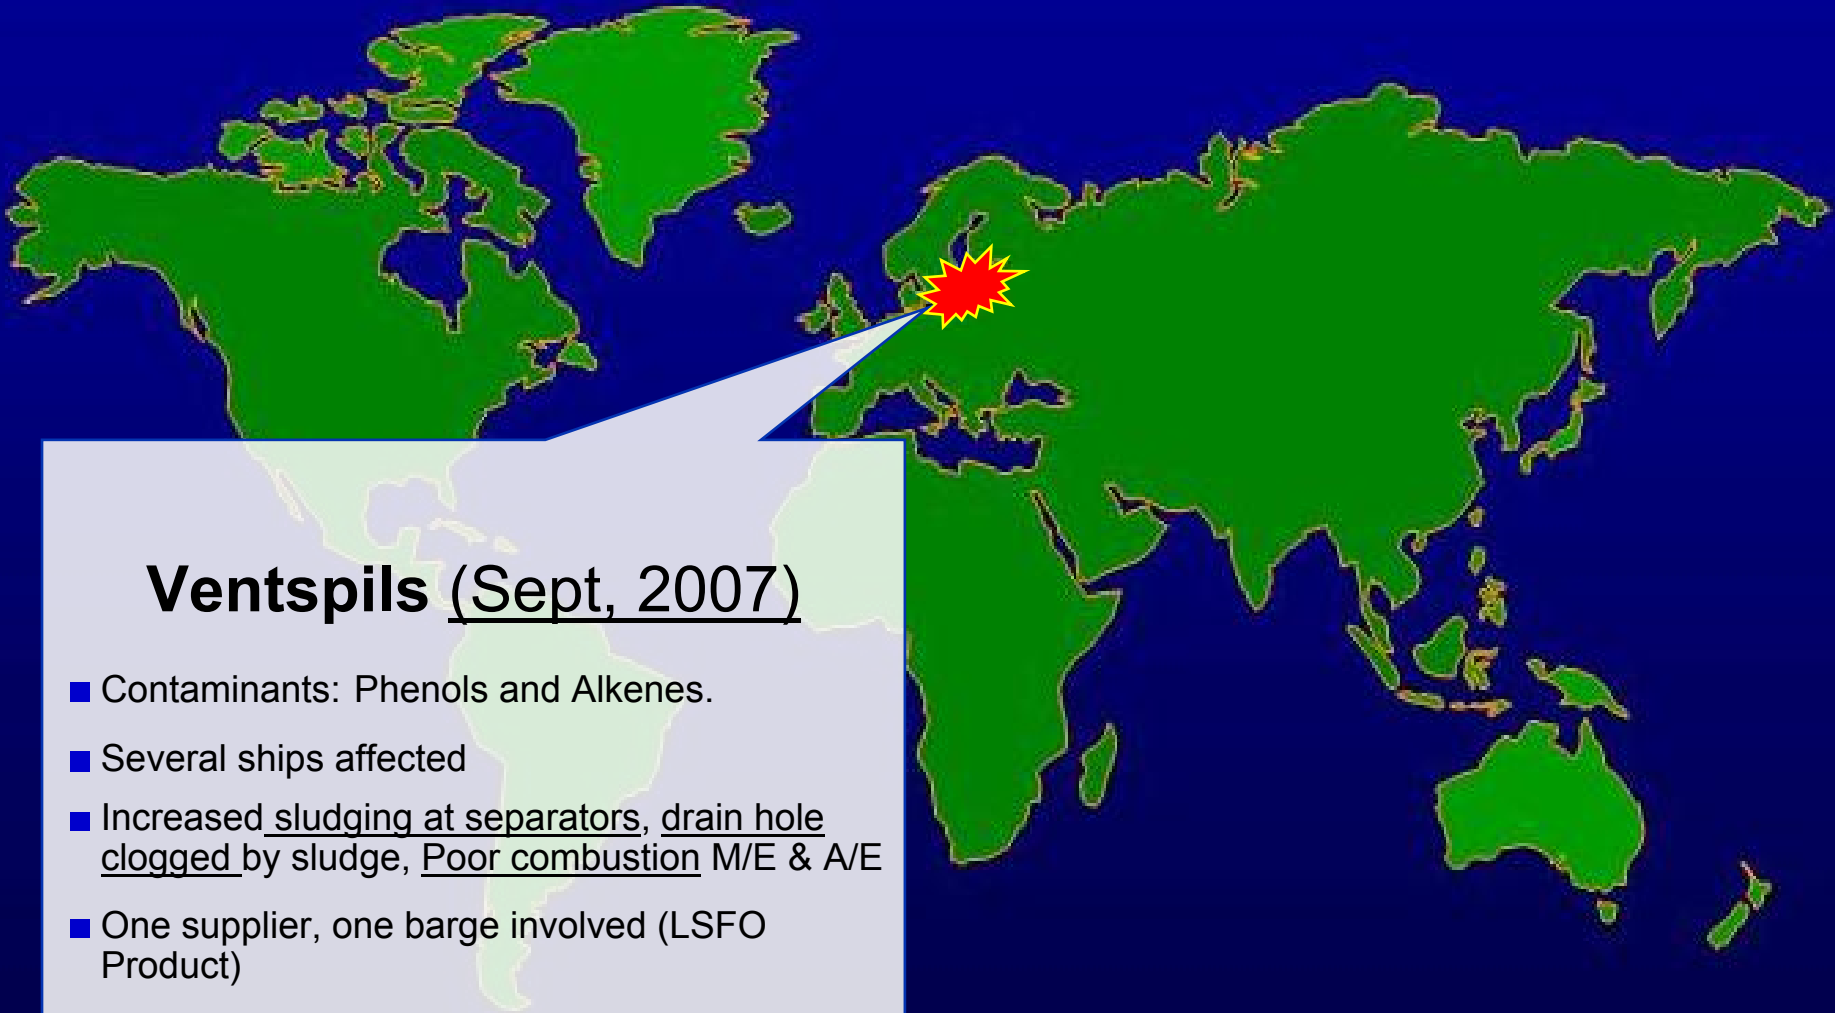 Ventspils (Sept, 2007)
Contaminants: Phenols and Alkenes.
Several ships affected
Increased sludging at separators, drain hole
clogged by sludge, Poor combustion M/E & A/E
One supplier, one barge involved (LSFO
Product)